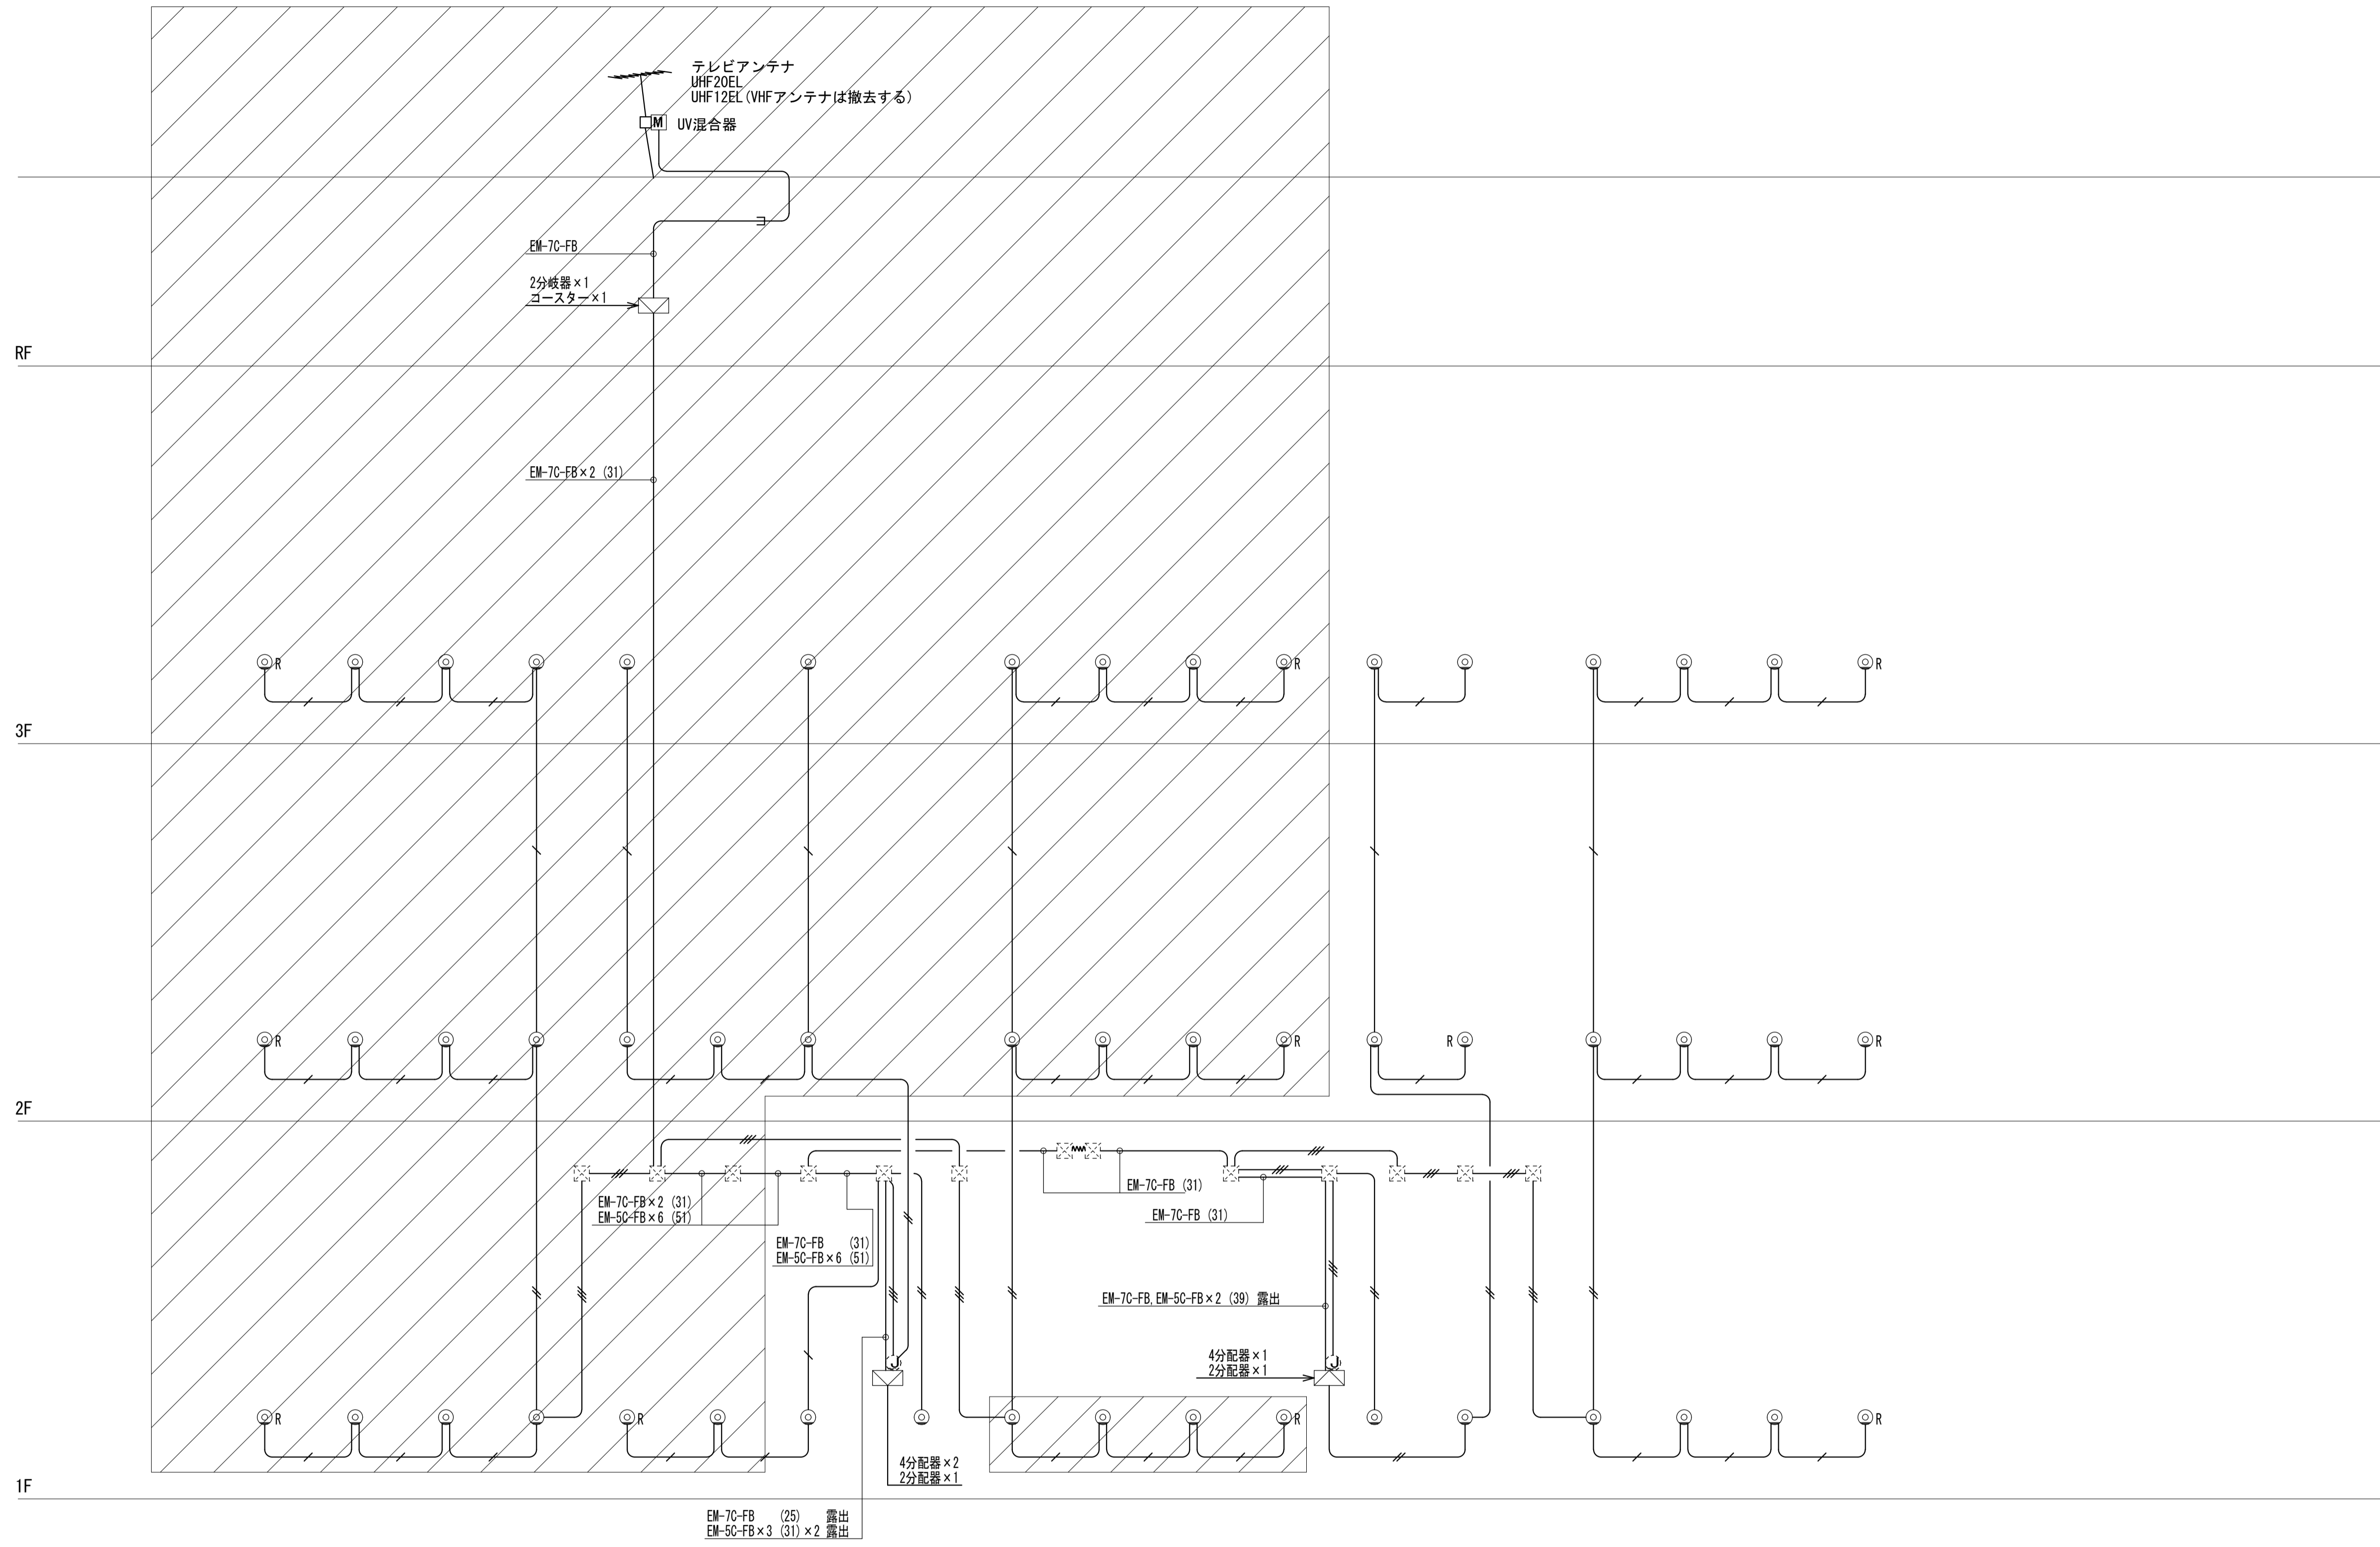 テレビアンテナ
UHF20EL
UHF12EL(VHFアンテナは撤去する)
M UV混合器
EM-7C-FB
2分岐器×1
コースター×1
RF
EM-7C-FB×2 (31)
R
R
R
3F
R
R
R
R
2F
EM-7C-FB (31)
EM-7C-FB×2 (31)
EM-5C-FB×6 (51)
EM-7C-FB (31)
EM-7C-FB (31)
EM-5C-FB×6 (51)
EM-7C-FB,EM-5C-FB×2 (39) 露出
4分配器×1
2分配器×1
J
J
R
R
R
R
4分配器×2
2分配器×1
1F
EM-7C-FB (25) 露出
EM-5C-FB×3 (31)×2 露出